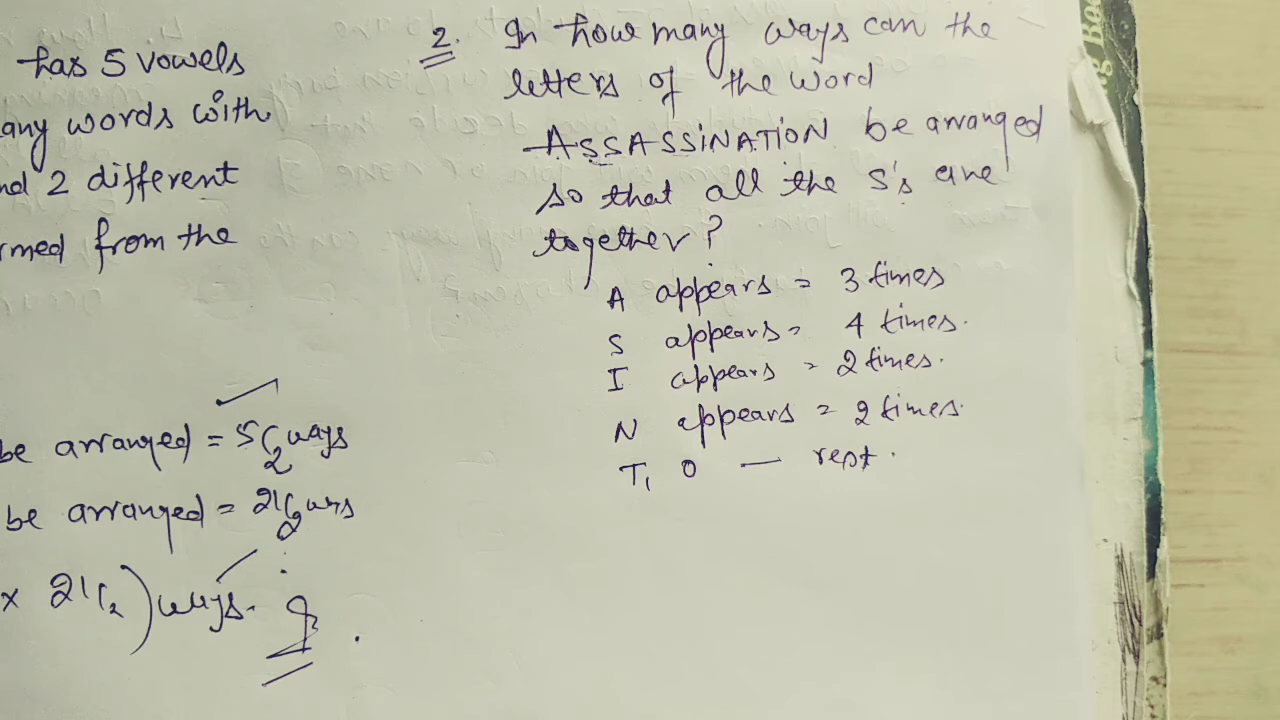 has 5 vowels
any words with
nd 2 different
rmed from the
be arranged = 5C2 ways
be arranged = 21C2 ways
x 21C2) ways.
2. In how many ways can the
letters of the word
ASSASSINATION be arranged
so that all the S's are
together?
A appears = 3 times
S appears = 4 times.
I appears = 2 times.
N appears = 2 times.
T, O — rest.